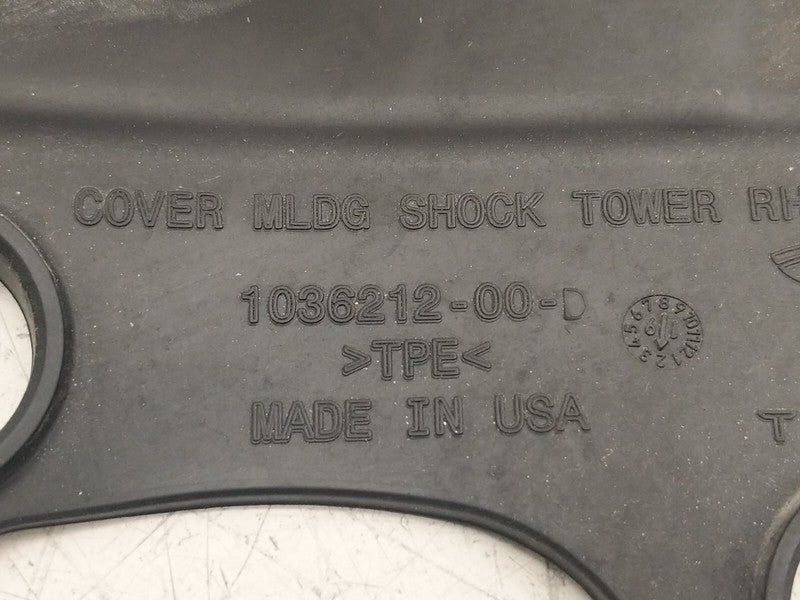 COVER MLDG SHOCK TOWER RH
1036212-00-D
>TPE<
MADE IN USA
T